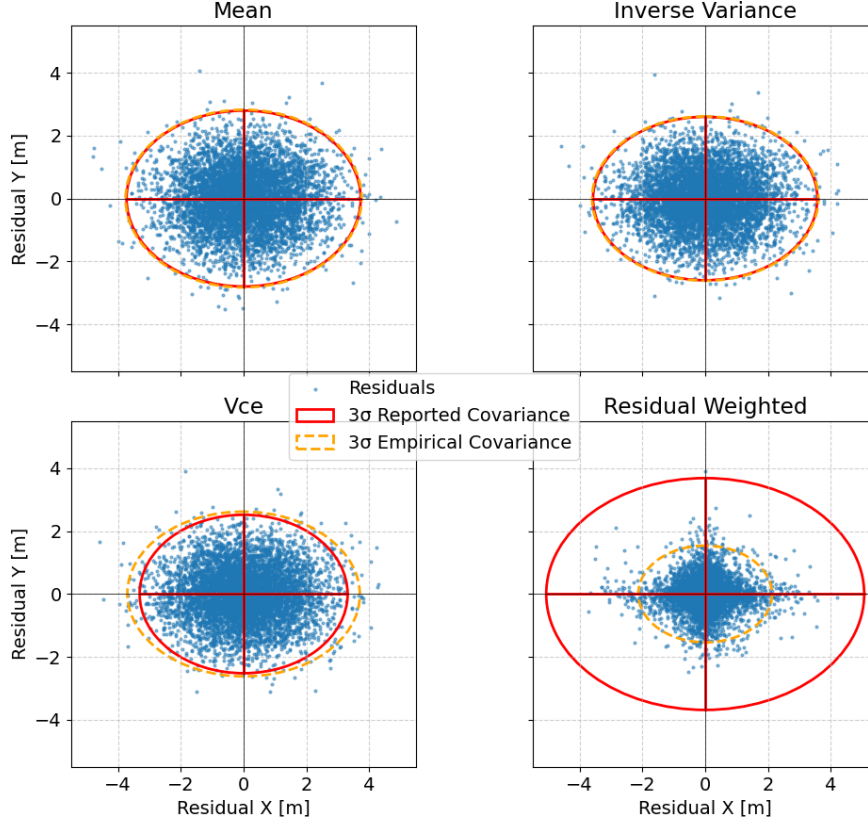 Mean
Inverse Variance
Residual Y [m]
4
2
0
−2
−4
Residuals
3σ Reported Covariance
3σ Empirical Covariance
Vce
Residual Weighted
Residual Y [m]
4
2
0
−2
−4
−4 −2 0 2 4
−4 −2 0 2 4
Residual X [m]
Residual X [m]